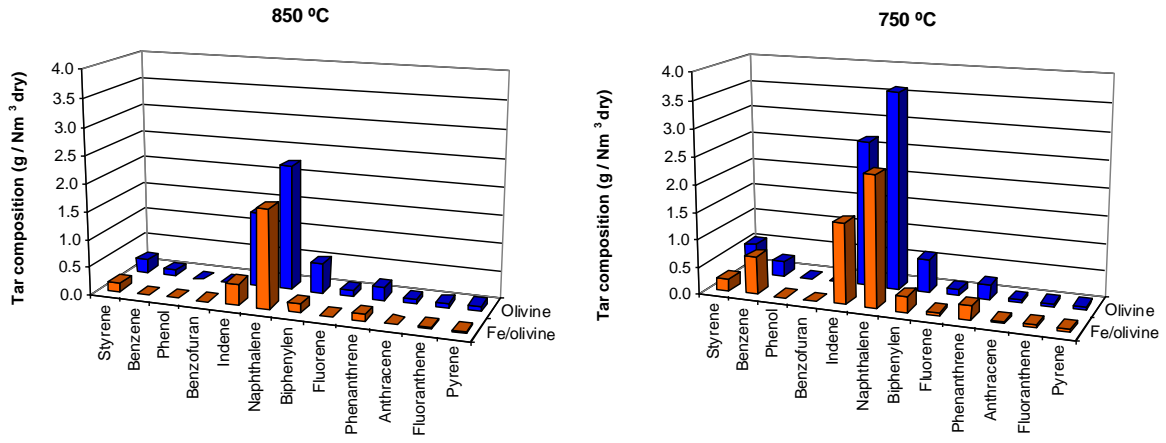 850 ºC
Tar composition (g / Nm ³ dry)
4.0
3.5
3.0
2.5
2.0
1.5
1.0
0.5
0.0
Styrene
Benzene
Phenol
Benzofuran
Indene
Naphthalene
Biphenylen
Fluorene
Phenanthrene
Anthracene
Fluoranthene
Pyrene
Olivine
Fe/olivine
750 ºC
Tar composition (g / Nm ³ dry)
4.0
3.5
3.0
2.5
2.0
1.5
1.0
0.5
0.0
Styrene
Benzene
Phenol
Benzofuran
Indene
Naphthalene
Biphenylen
Fluorene
Phenanthrene
Anthracene
Fluoranthene
Pyrene
Olivine
Fe/olivine